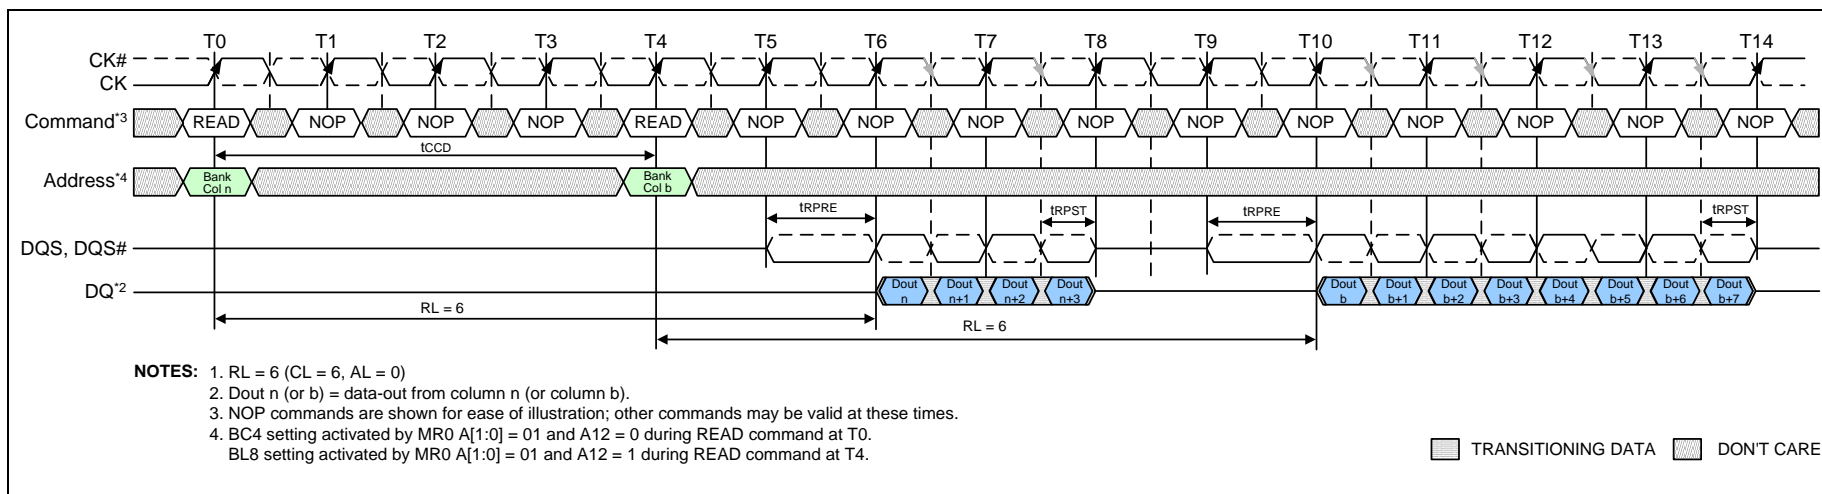 T0 T1 T2 T3 T4 T5 T6 T7 T8 T9 T10 T11 T12 T13 T14
CK#
CK
Command*3 READ NOP NOP NOP READ NOP NOP NOP NOP NOP NOP NOP NOP NOP NOP
tCCD
Address*4 Bank Col n Bank Col b
tRPRE tRPST tRPRE tRPST
DQS, DQS#
DQ*2 Dout n Dout n+1 Dout n+2 Dout n+3 Dout b Dout b+1 Dout b+2 Dout b+3 Dout b+4 Dout b+5 Dout b+6 Dout b+7
RL = 6
RL = 6
NOTES: 1. RL = 6 (CL = 6, AL = 0)
2. Dout n (or b) = data-out from column n (or column b).
3. NOP commands are shown for ease of illustration; other commands may be valid at these times.
4. BC4 setting activated by MR0 A[1:0] = 01 and A12 = 0 during READ command at T0.
BL8 setting activated by MR0 A[1:0] = 01 and A12 = 1 during READ command at T4.
TRANSITIONING DATA DON'T CARE